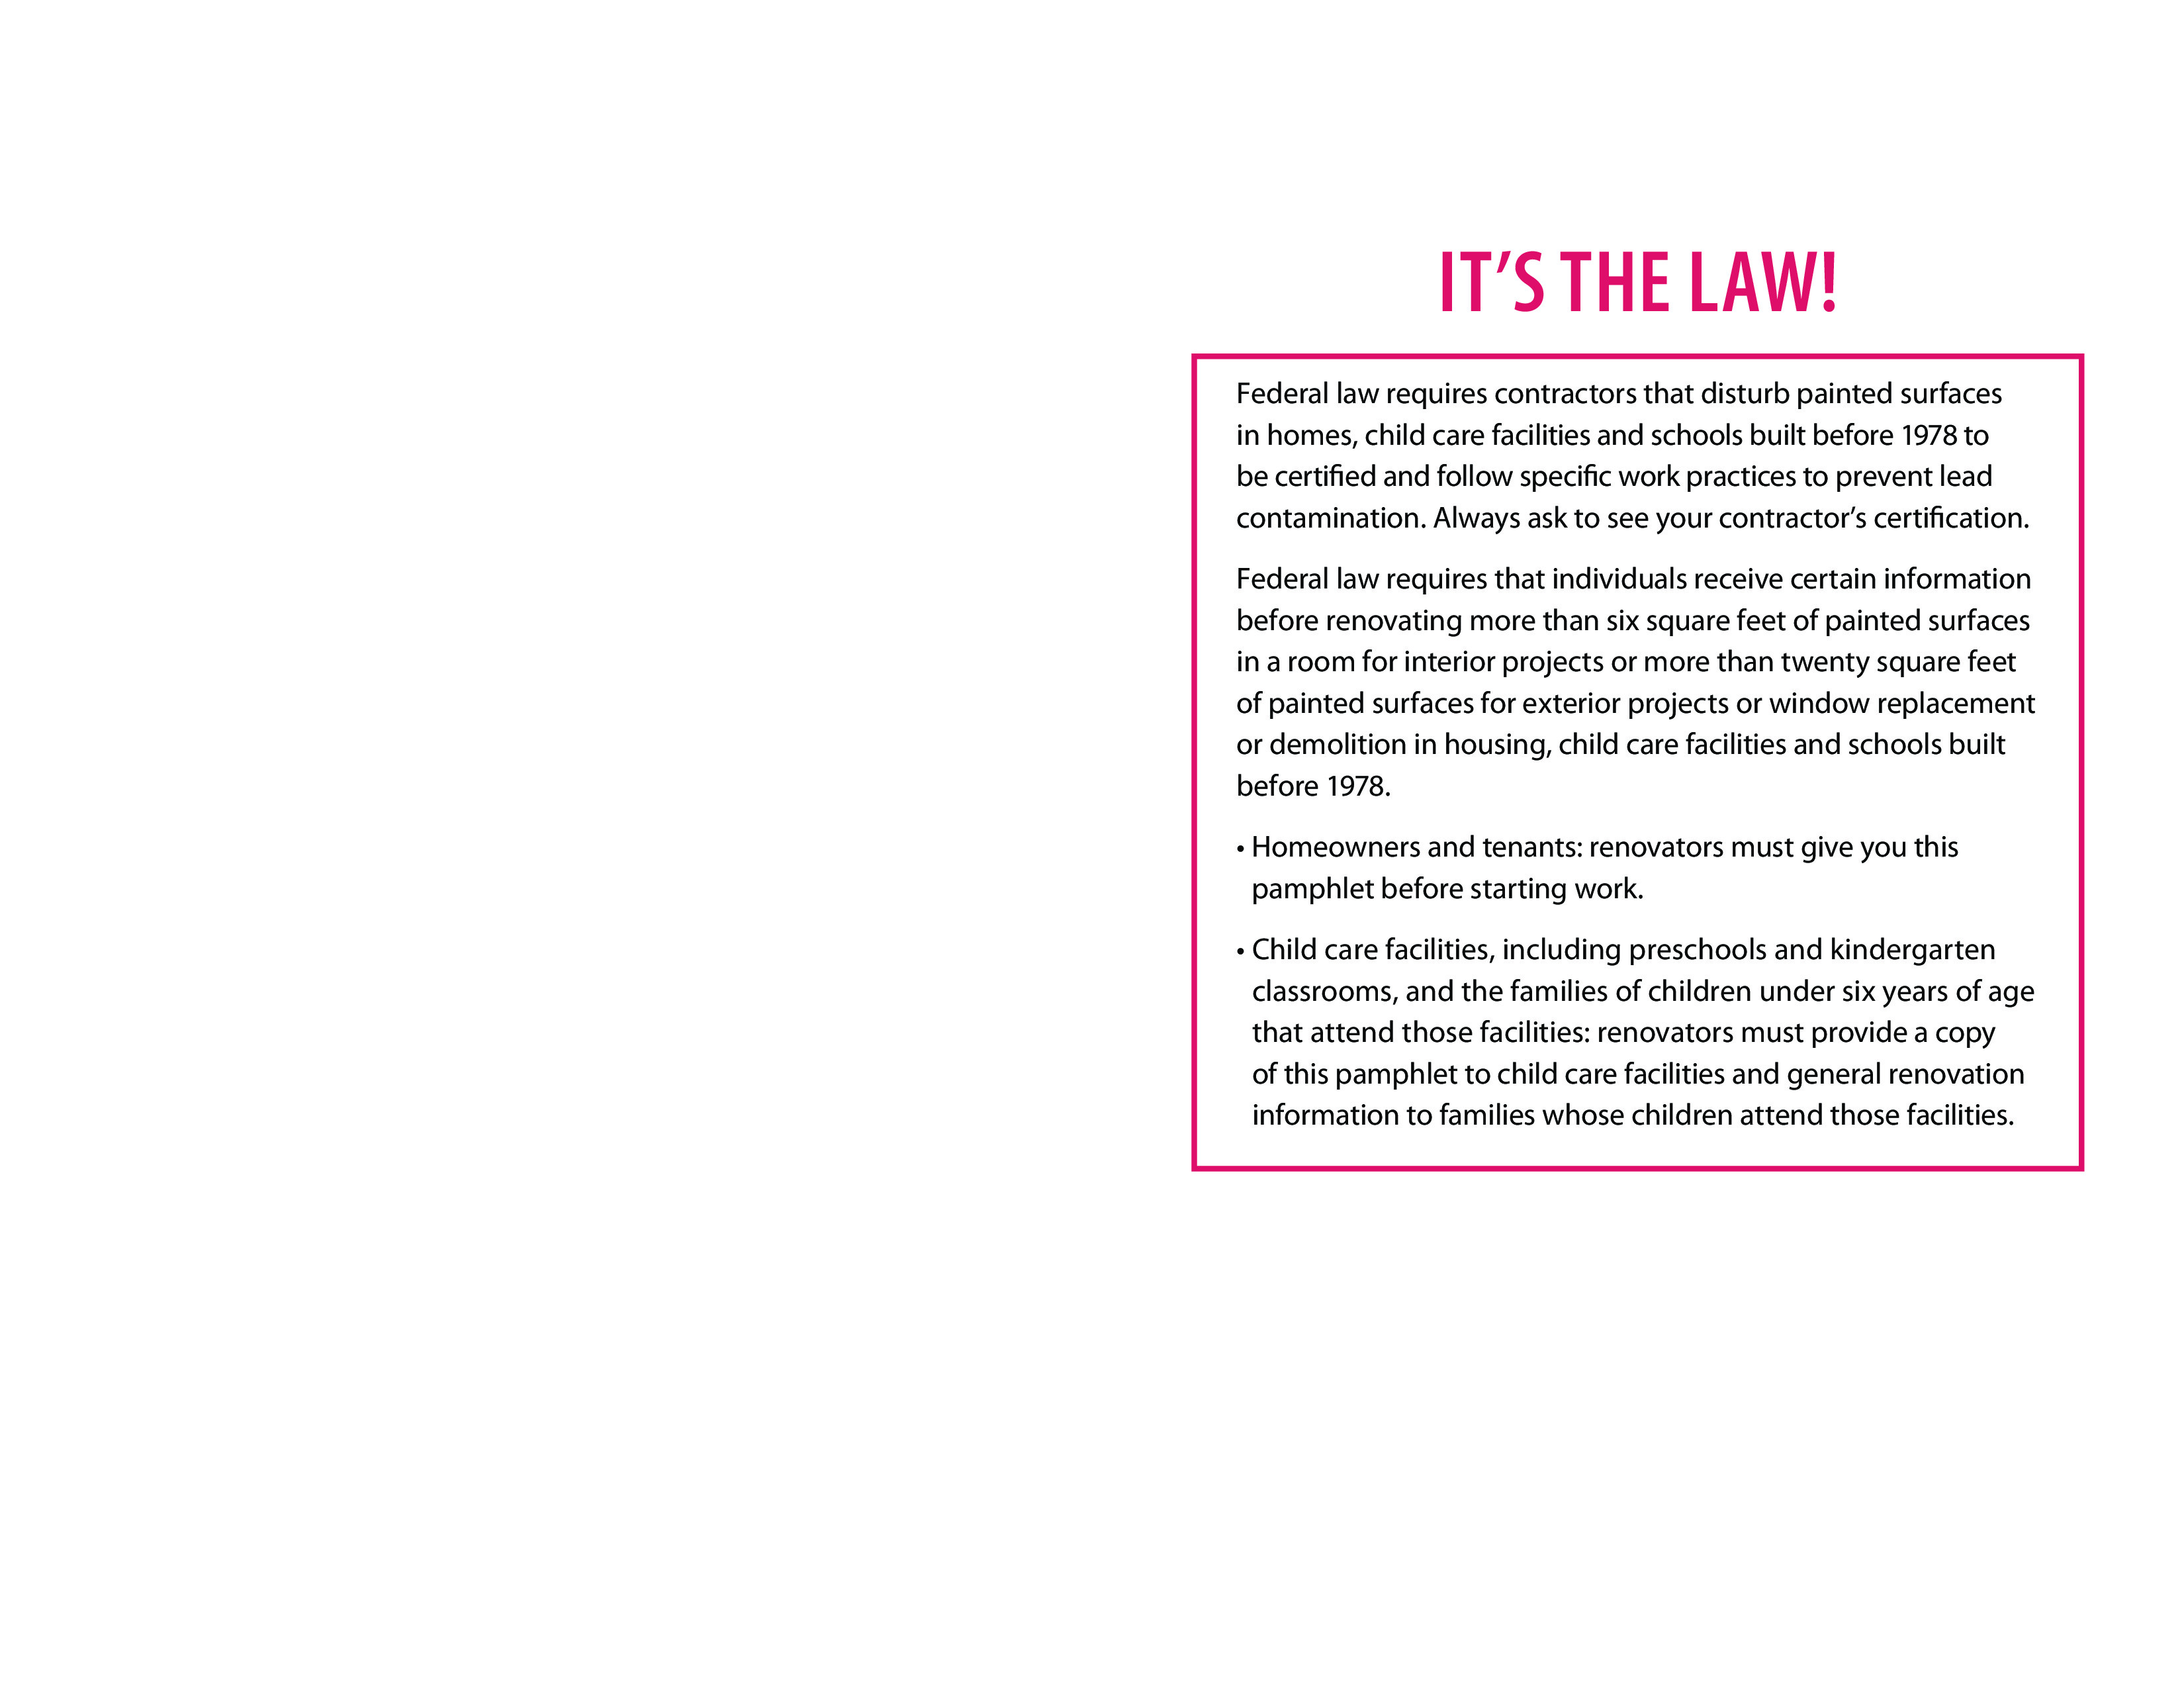 IT’S THE LAW!
Federal law requires contractors that disturb painted surfaces
in homes, child care facilities and schools built before 1978 to
be certified and follow specific work practices to prevent lead
contamination. Always ask to see your contractor’s certification.
Federal law requires that individuals receive certain information
before renovating more than six square feet of painted surfaces
in a room for interior projects or more than twenty square feet
of painted surfaces for exterior projects or window replacement
or demolition in housing, child care facilities and schools built
before 1978.
• Homeowners and tenants: renovators must give you this
pamphlet before starting work.
• Child care facilities, including preschools and kindergarten
classrooms, and the families of children under six years of age
that attend those facilities: renovators must provide a copy
of this pamphlet to child care facilities and general renovation
information to families whose children attend those facilities.